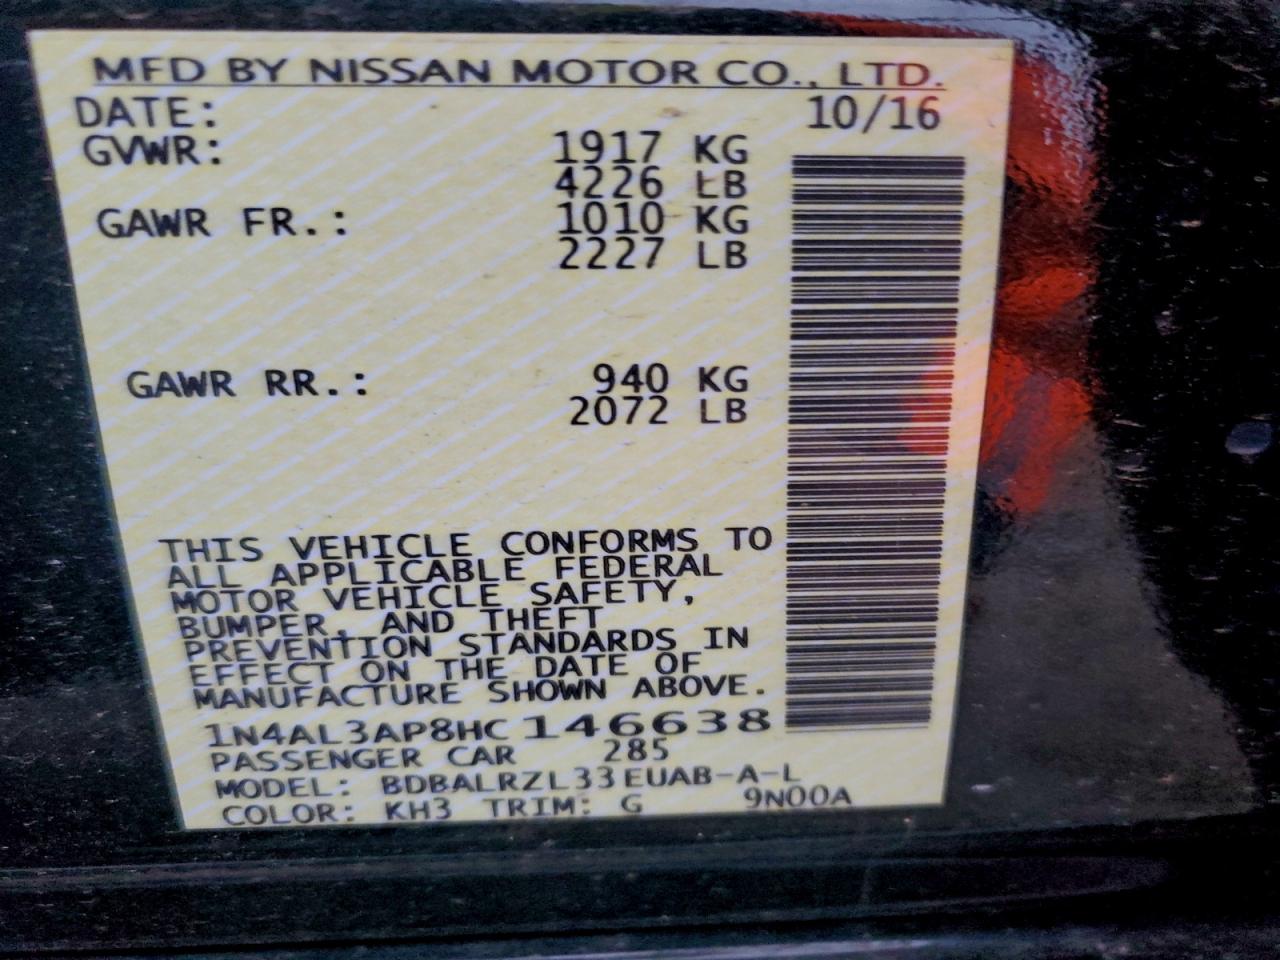 MFD BY NISSAN MOTOR CO., LTD.
DATE: 10/16
GVWR: 1917 KG
4226 LB
GAWR FR.: 1010 KG
2227 LB
GAWR RR.: 940 KG
2072 LB
THIS VEHICLE CONFORMS TO
ALL APPLICABLE FEDERAL
MOTOR VEHICLE SAFETY,
BUMPER, AND THEFT
PREVENTION STANDARDS IN
EFFECT ON THE DATE OF
MANUFACTURE SHOWN ABOVE.
1N4AL3AP8HC146638
PASSENGER CAR 285
MODEL: BDBALRZL33EUAB-A-L
COLOR: KH3 TRIM: G 9N00A